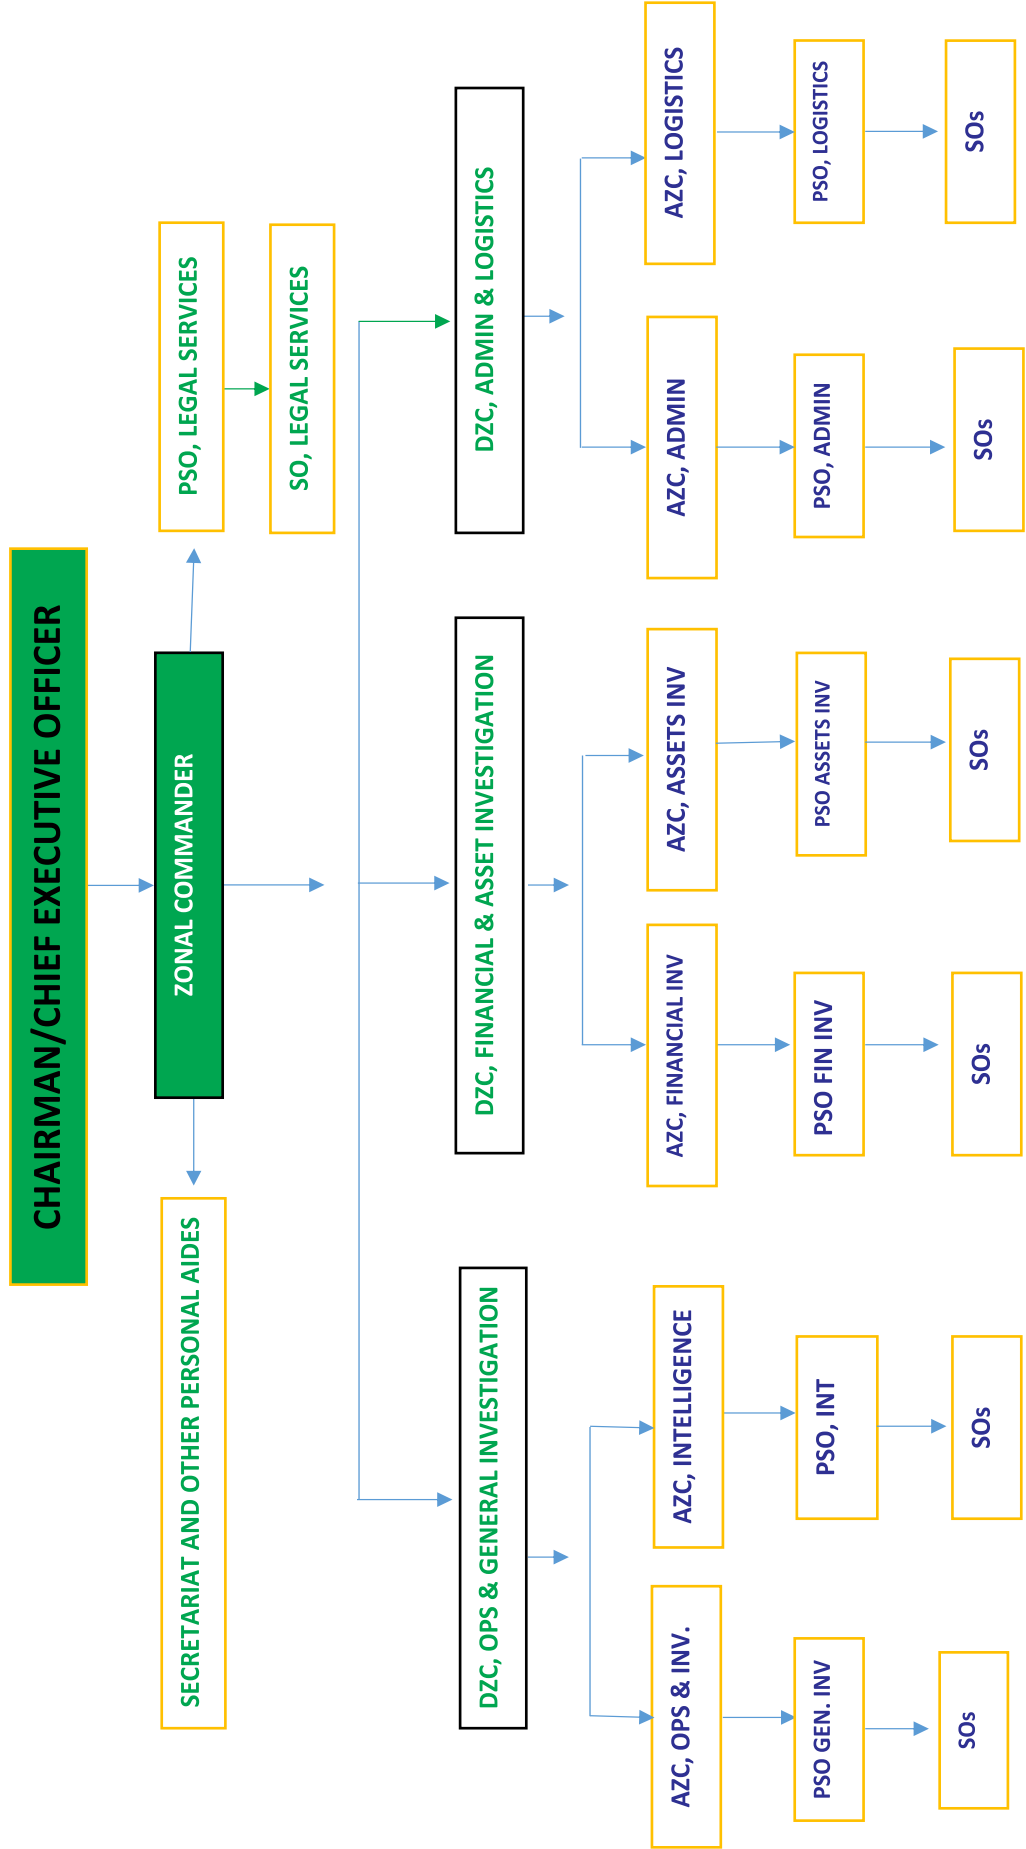 CHAIRMAN/CHIEF EXECUTIVE OFFICER
SECRETARIAT AND OTHER PERSONAL AIDES
ZONAL COMMANDER
PSO, LEGAL SERVICES
SO, LEGAL SERVICES
DZC, OPS & GENERAL INVESTIGATION
DZC, FINANCIAL & ASSET INVESTIGATION
DZC, ADMIN & LOGISTICS
AZC, OPS & INV.
AZC, INTELLIGENCE
AZC, FINANCIAL INV
AZC, ASSETS INV
AZC, ADMIN
AZC, LOGISTICS
PSO GEN. INV
PSO, INT
PSO FIN INV
PSO ASSETS INV
PSO, ADMIN
PSO, LOGISTICS
SOs
SOs
SOs
SOs
SOs
SOs